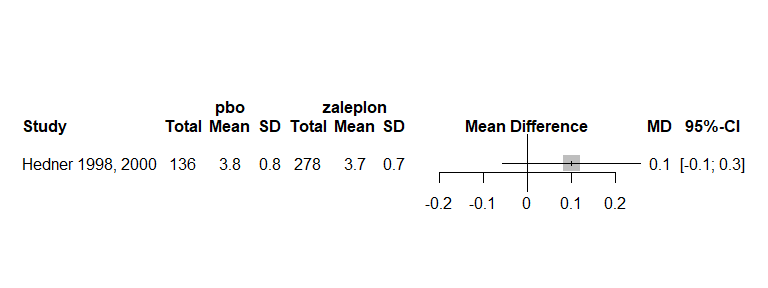 pbo zaleplon
Study Total Mean SD Total Mean SD Mean Difference MD 95%-CI
Hedner 1998, 2000 136 3.8 0.8 278 3.7 0.7 0.1 [-0.1; 0.3]
-0.2 -0.1 0 0.1 0.2